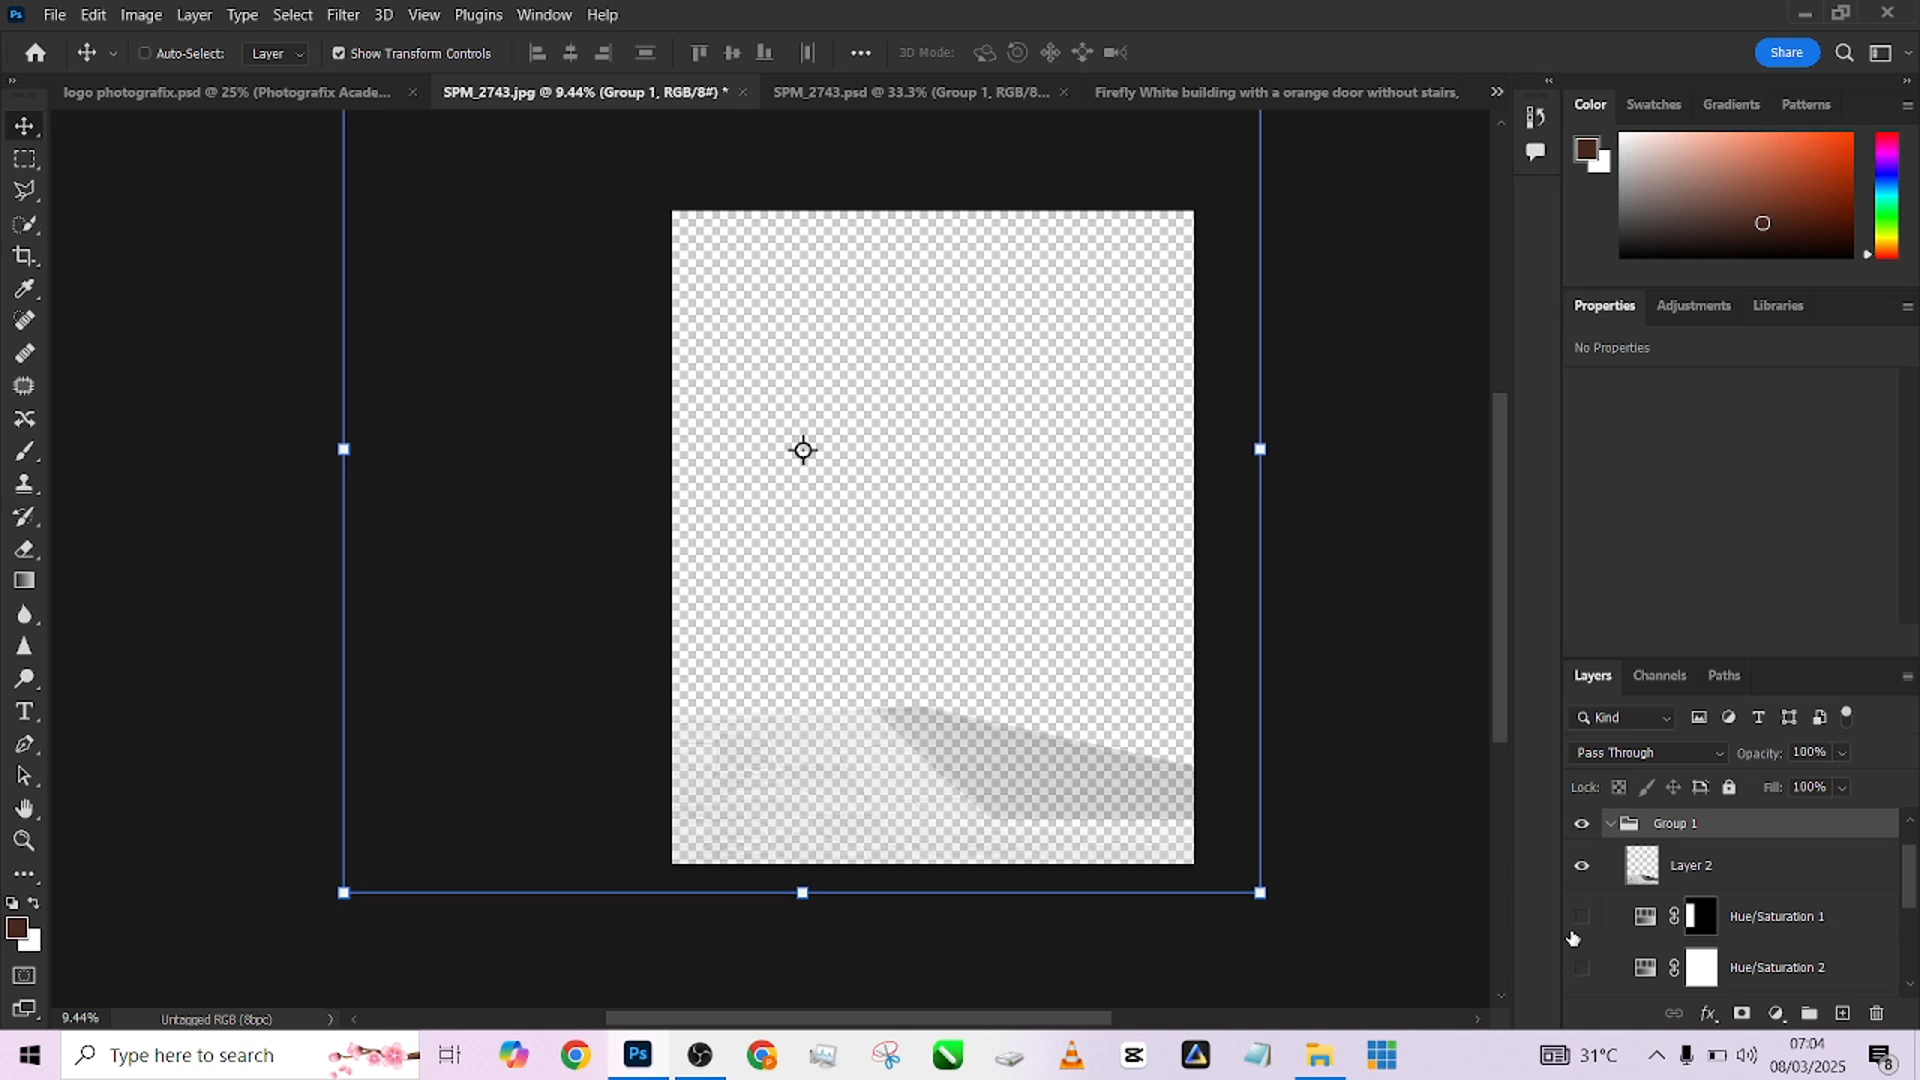 Ps File Edit Image Layer Type Select Filter 3D View Plugins Window Help
Auto-Select: Layer Show Transform Controls 3D Mode: Share
logo photografix.psd @ 25% (Photografix Acade...
SPM_2743.jpg @ 9.44% (Group 1, RGB/8#) *
SPM_2743.psd @ 33.3% (Group 1, RGB/8...
Firefly White building with a orange door without stairs,
Color Swatches Gradients Patterns
Properties Adjustments Libraries
No Properties
Layers Channels Paths
Kind
Pass Through Opacity: 100%
Lock: Fill: 100%
Group 1
Layer 2
Hue/Saturation 1
Hue/Saturation 2
fx
9.44% Untagged RGB (8bpc)
Type here to search
Ps
31°C
07:04
08/03/2025
8